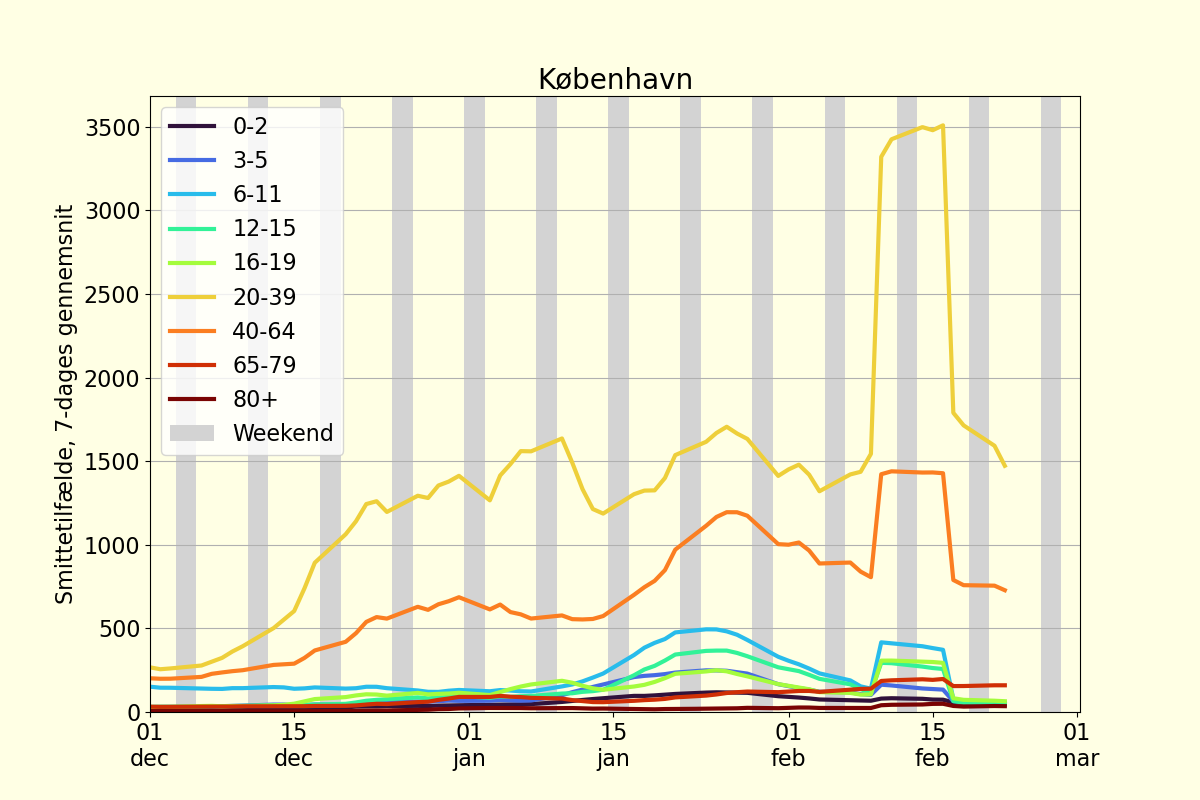 København
Smittetilfælde, 7-dages gennemsnit
3500
3000
2500
2000
1500
1000
500
0
0-2
3-5
6-11
12-15
16-19
20-39
40-64
65-79
80+
Weekend
01 dec
15 dec
01 jan
15 jan
01 feb
15 feb
01 mar